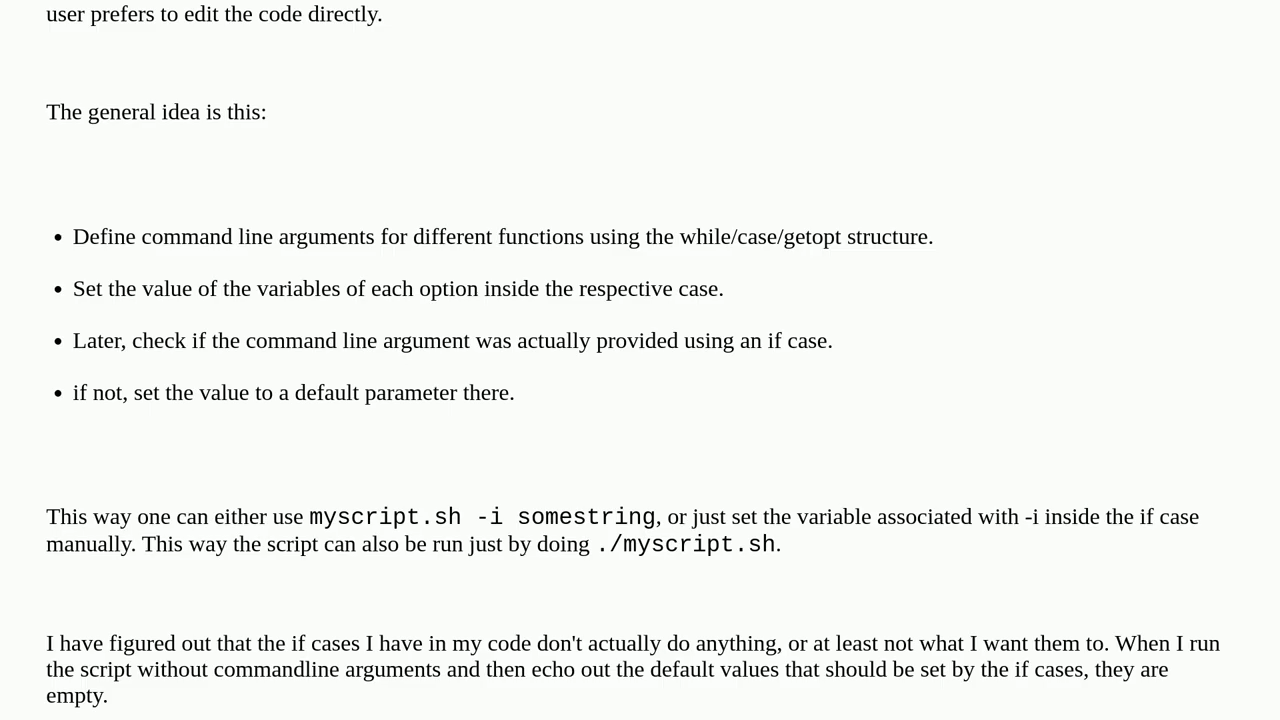 user prefers to edit the code directly.
The general idea is this:
• Define command line arguments for different functions using the while/case/getopt structure.
• Set the value of the variables of each option inside the respective case.
• Later, check if the command line argument was actually provided using an if case.
• if not, set the value to a default parameter there.
This way one can either use myscript.sh -i somestring, or just set the variable associated with -i inside the if case
manually. This way the script can also be run just by doing ./myscript.sh.
I have figured out that the if cases I have in my code don't actually do anything, or at least not what I want them to. When I run
the script without commandline arguments and then echo out the default values that should be set by the if cases, they are
empty.